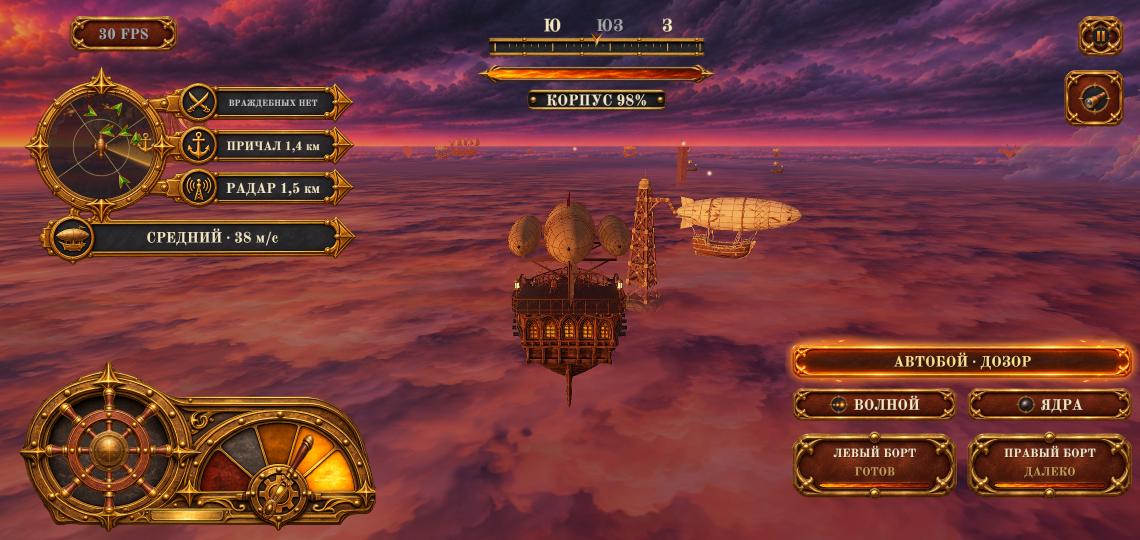 30 FPS
Ю ЮЗ З
КОРПУС 98%
ВРАЖДЕБНЫХ НЕТ
ПРИЧАЛ 1,4 км
РАДАР 1,5 км
СРЕДНИЙ · 38 м/с
АВТОБОЙ · ДОЗОР
ВОЛНОЙ
ЯДРА
ЛЕВЫЙ БОРТ
ГОТОВ
ПРАВЫЙ БОРТ
ДАЛЕКО